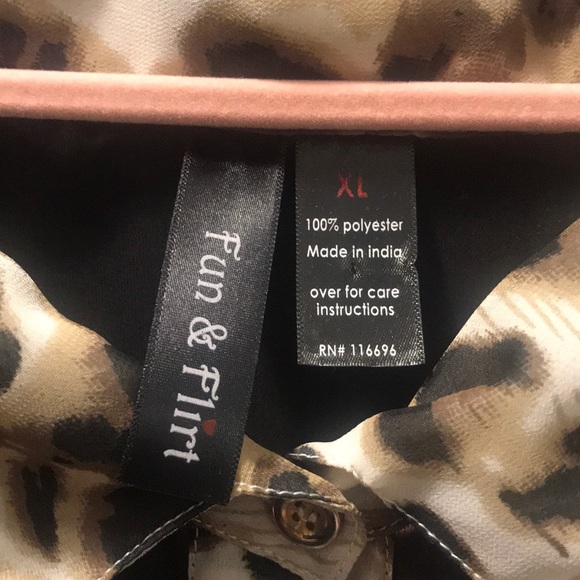 Fun & Flirt
XL
100% polyester
Made in india
over for care
instructions
RN# 116696